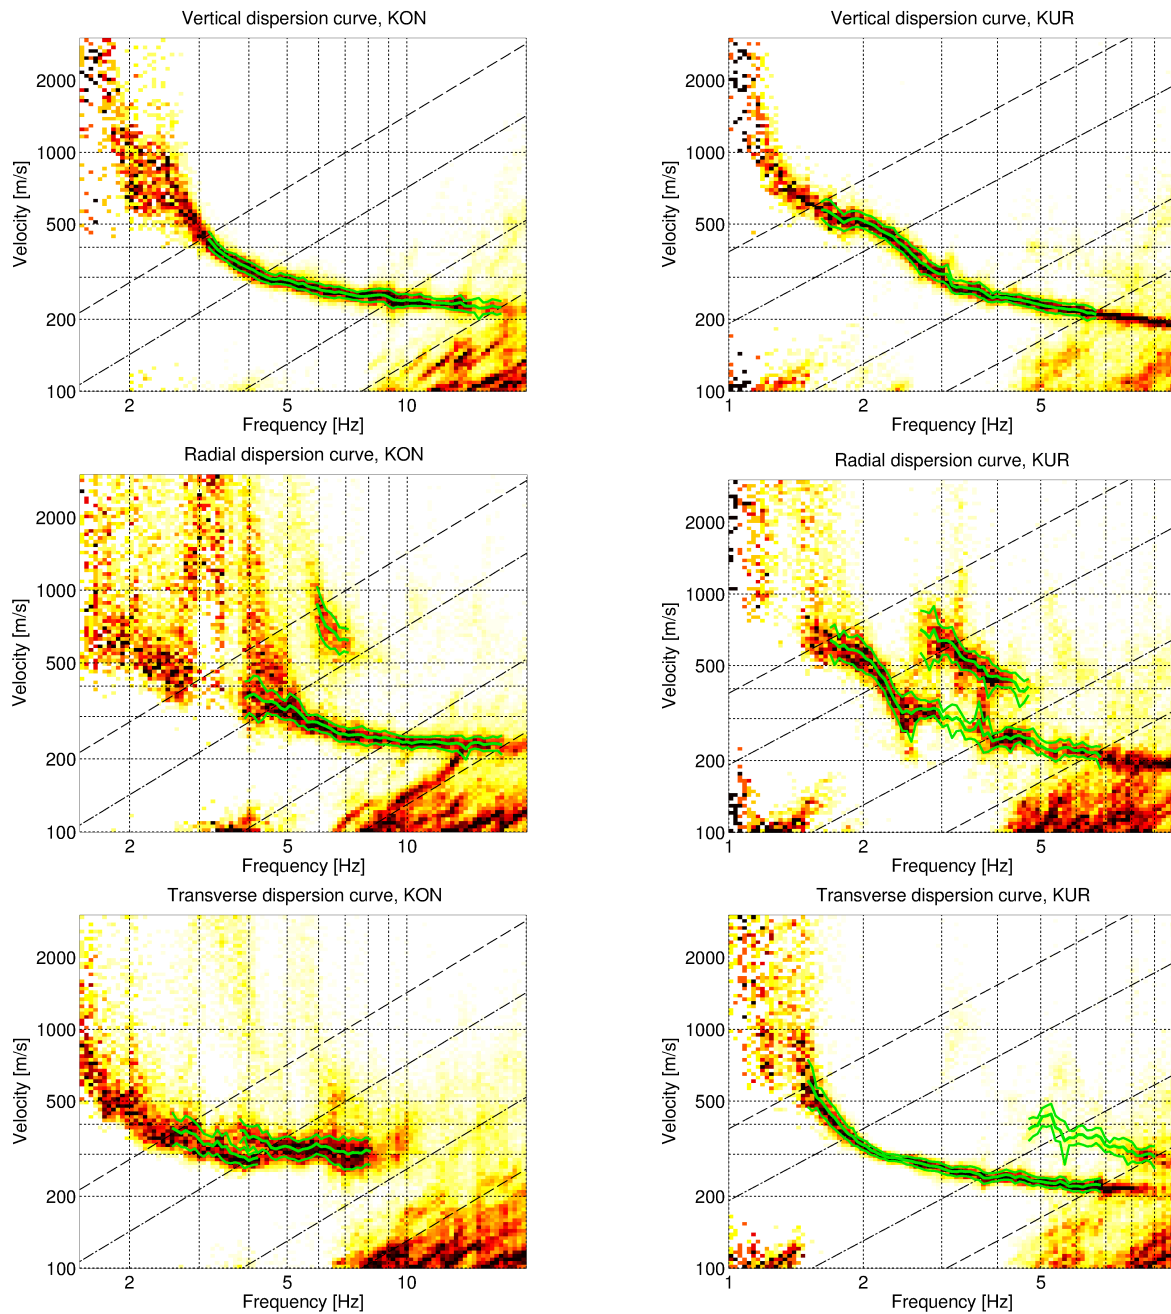 Vertical dispersion curve, KON
Velocity [m/s]
2000
1000
500
200
100
2 5 10
Frequency [Hz]
Vertical dispersion curve, KUR
Velocity [m/s]
2000
1000
500
200
100
1 2 5
Frequency [Hz]
Radial dispersion curve, KON
Velocity [m/s]
2000
1000
500
200
100
2 5 10
Frequency [Hz]
Radial dispersion curve, KUR
Velocity [m/s]
2000
1000
500
200
100
1 2 5
Frequency [Hz]
Transverse dispersion curve, KON
Velocity [m/s]
2000
1000
500
200
100
2 5 10
Frequency [Hz]
Transverse dispersion curve, KUR
Velocity [m/s]
2000
1000
500
200
100
1 2 5
Frequency [Hz]